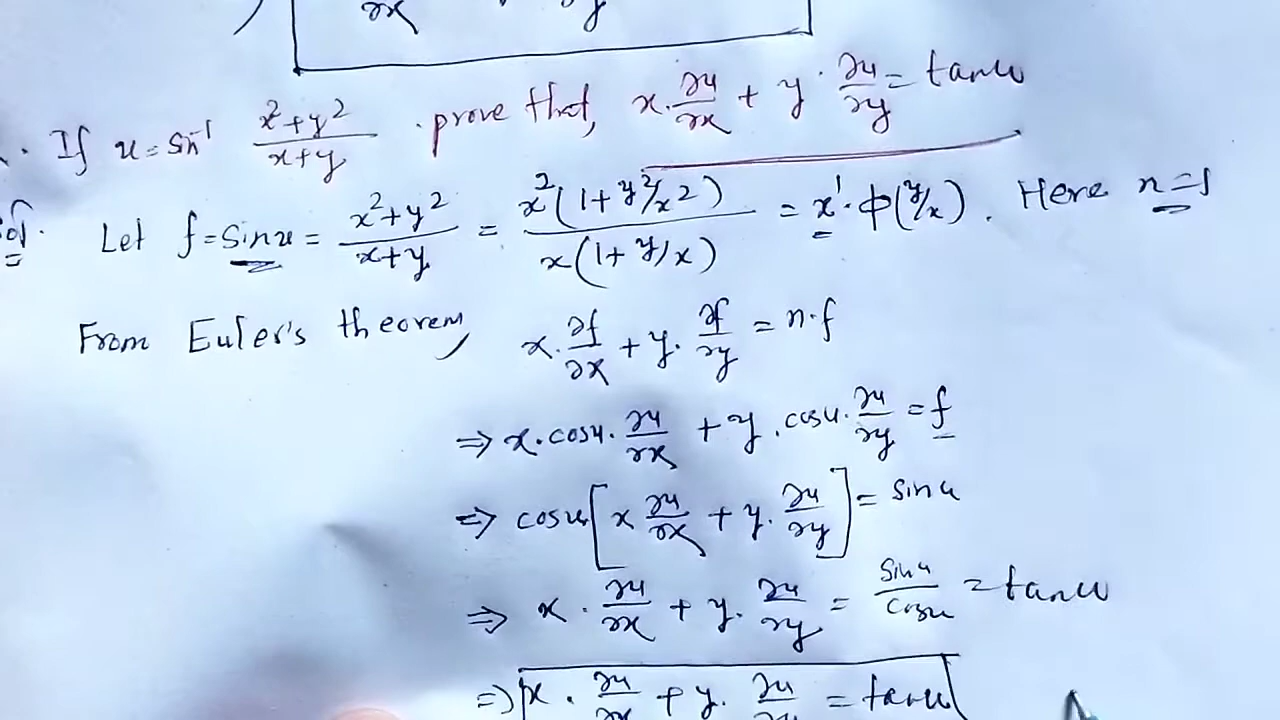 ∂x y
If u = Sin⁻¹ (x²+y²)/(x+y) . prove that, x.∂u/∂x + y.∂u/∂y = tanu
Let f = Sinu = (x²+y²)/(x+y) = x²(1+y²/x²)/x(1+y/x) = x¹.ϕ(y/x). Here n=1
From Euler's theorem, x.∂f/∂x + y.∂f/∂y = n.f
⇒ x.cosu.∂u/∂x + y.cosu.∂u/∂y = f
⇒ cosu[x ∂u/∂x + y.∂u/∂y] = Sinu
⇒ x.∂u/∂x + y.∂u/∂y = Sinu/Cosu = tanu
⇒ x.∂u/∂x + y.∂u/∂y = tanu